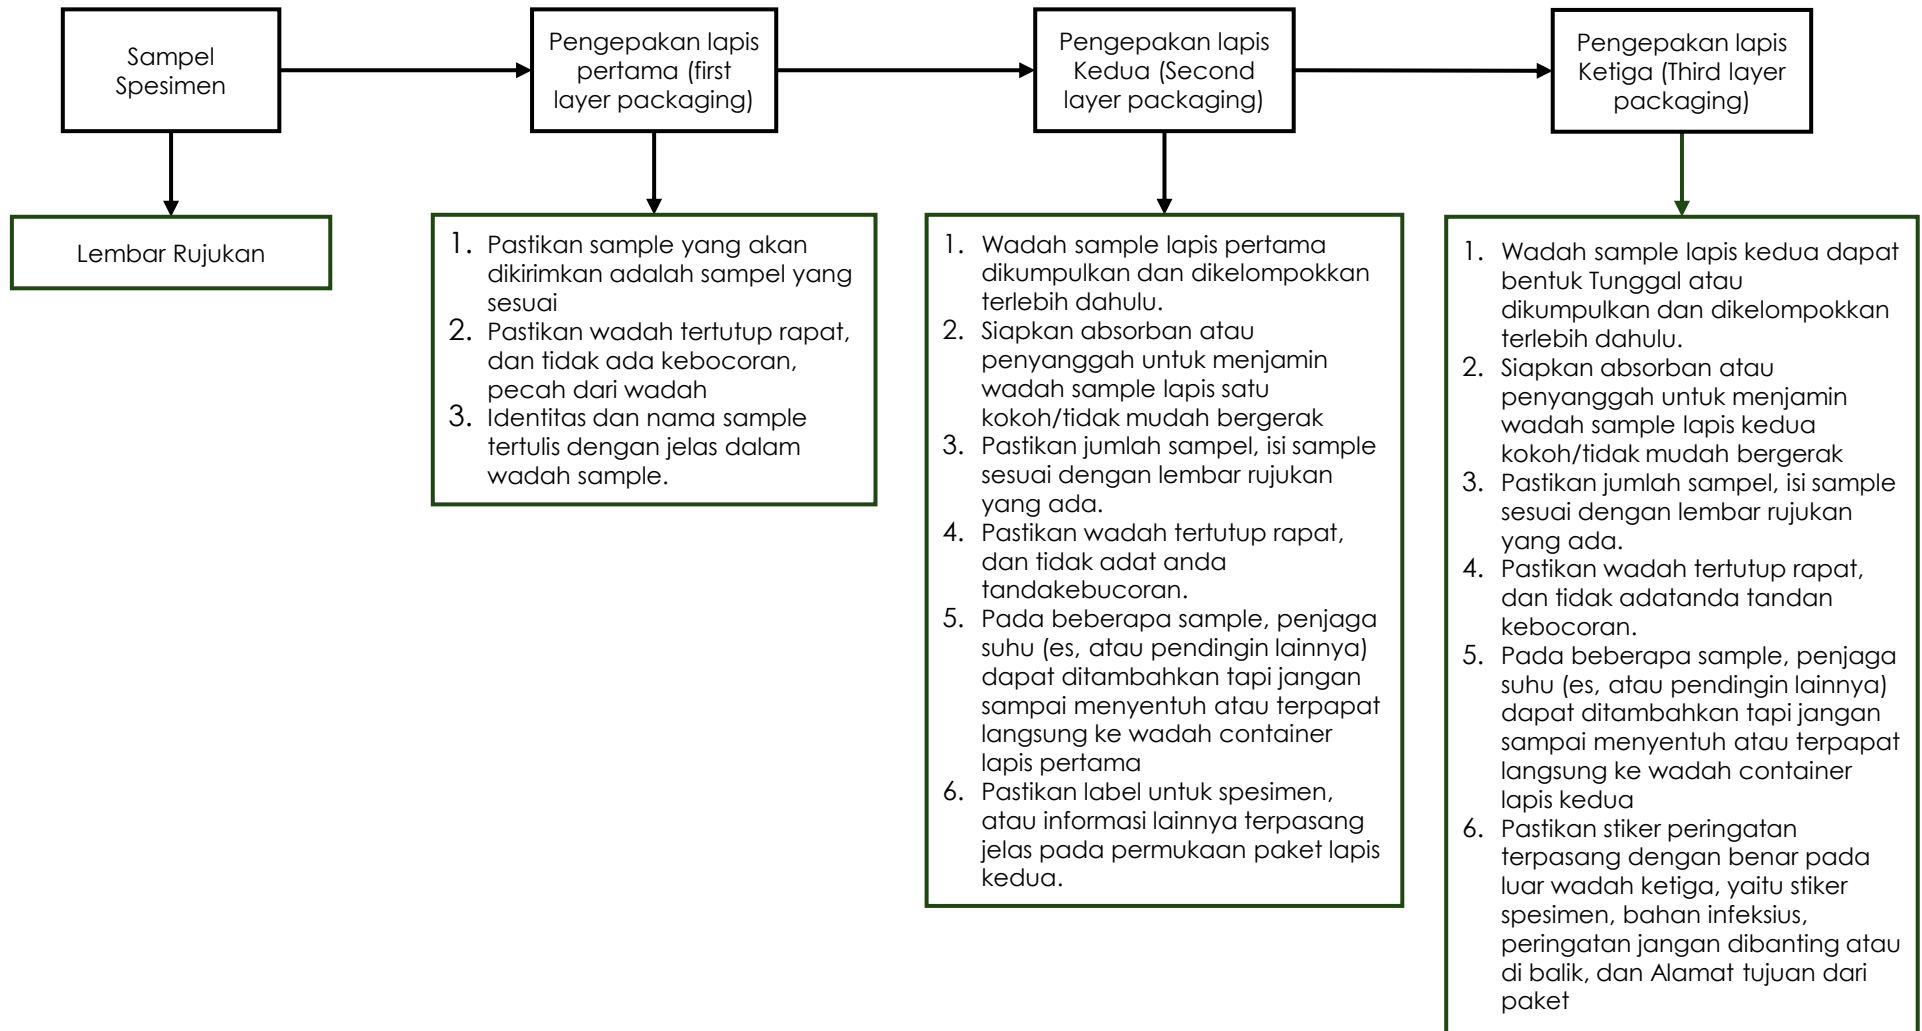 Sampel
Spesimen
Pengepakan lapis
pertama (first
layer packaging)
Pengepakan lapis
Kedua (Second
layer packaging)
Pengepakan lapis
Ketiga (Third layer
packaging)
Lembar Rujukan
1. Pastikan sample yang akan
dikirimkan adalah sampel yang
sesuai
2. Pastikan wadah tertutup rapat,
dan tidak ada kebocoran,
pecah dari wadah
3. Identitas dan nama sample
tertulis dengan jelas dalam
wadah sample.
1. Wadah sample lapis pertama
dikumpulkan dan dikelompokkan
terlebih dahulu.
2. Siapkan absorban atau
penyanggah untuk menjamin
wadah sample lapis satu
kokoh/tidak mudah bergerak
3. Pastikan jumlah sampel, isi sample
sesuai dengan lembar rujukan
yang ada.
4. Pastikan wadah tertutup rapat,
dan tidak adat anda
tandakebucoran.
5. Pada beberapa sample, penjaga
suhu (es, atau pendingin lainnya)
dapat ditambahkan tapi jangan
sampai menyentuh atau terpapat
langsung ke wadah container
lapis pertama
6. Pastikan label untuk spesimen,
atau informasi lainnya terpasang
jelas pada permukaan paket lapis
kedua.
1. Wadah sample lapis kedua dapat
bentuk Tunggal atau
dikumpulkan dan dikelompokkan
terlebih dahulu.
2. Siapkan absorban atau
penyanggah untuk menjamin
wadah sample lapis kedua
kokoh/tidak mudah bergerak
3. Pastikan jumlah sampel, isi sample
sesuai dengan lembar rujukan
yang ada.
4. Pastikan wadah tertutup rapat,
dan tidak adatanda tandan
kebocoran.
5. Pada beberapa sample, penjaga
suhu (es, atau pendingin lainnya)
dapat ditambahkan tapi jangan
sampai menyentuh atau terpapat
langsung ke wadah container
lapis kedua
6. Pastikan stiker peringatan
terpasang dengan benar pada
luar wadah ketiga, yaitu stiker
spesimen, bahan infeksius,
peringatan jangan dibanting atau
di balik, dan Alamat tujuan dari
paket